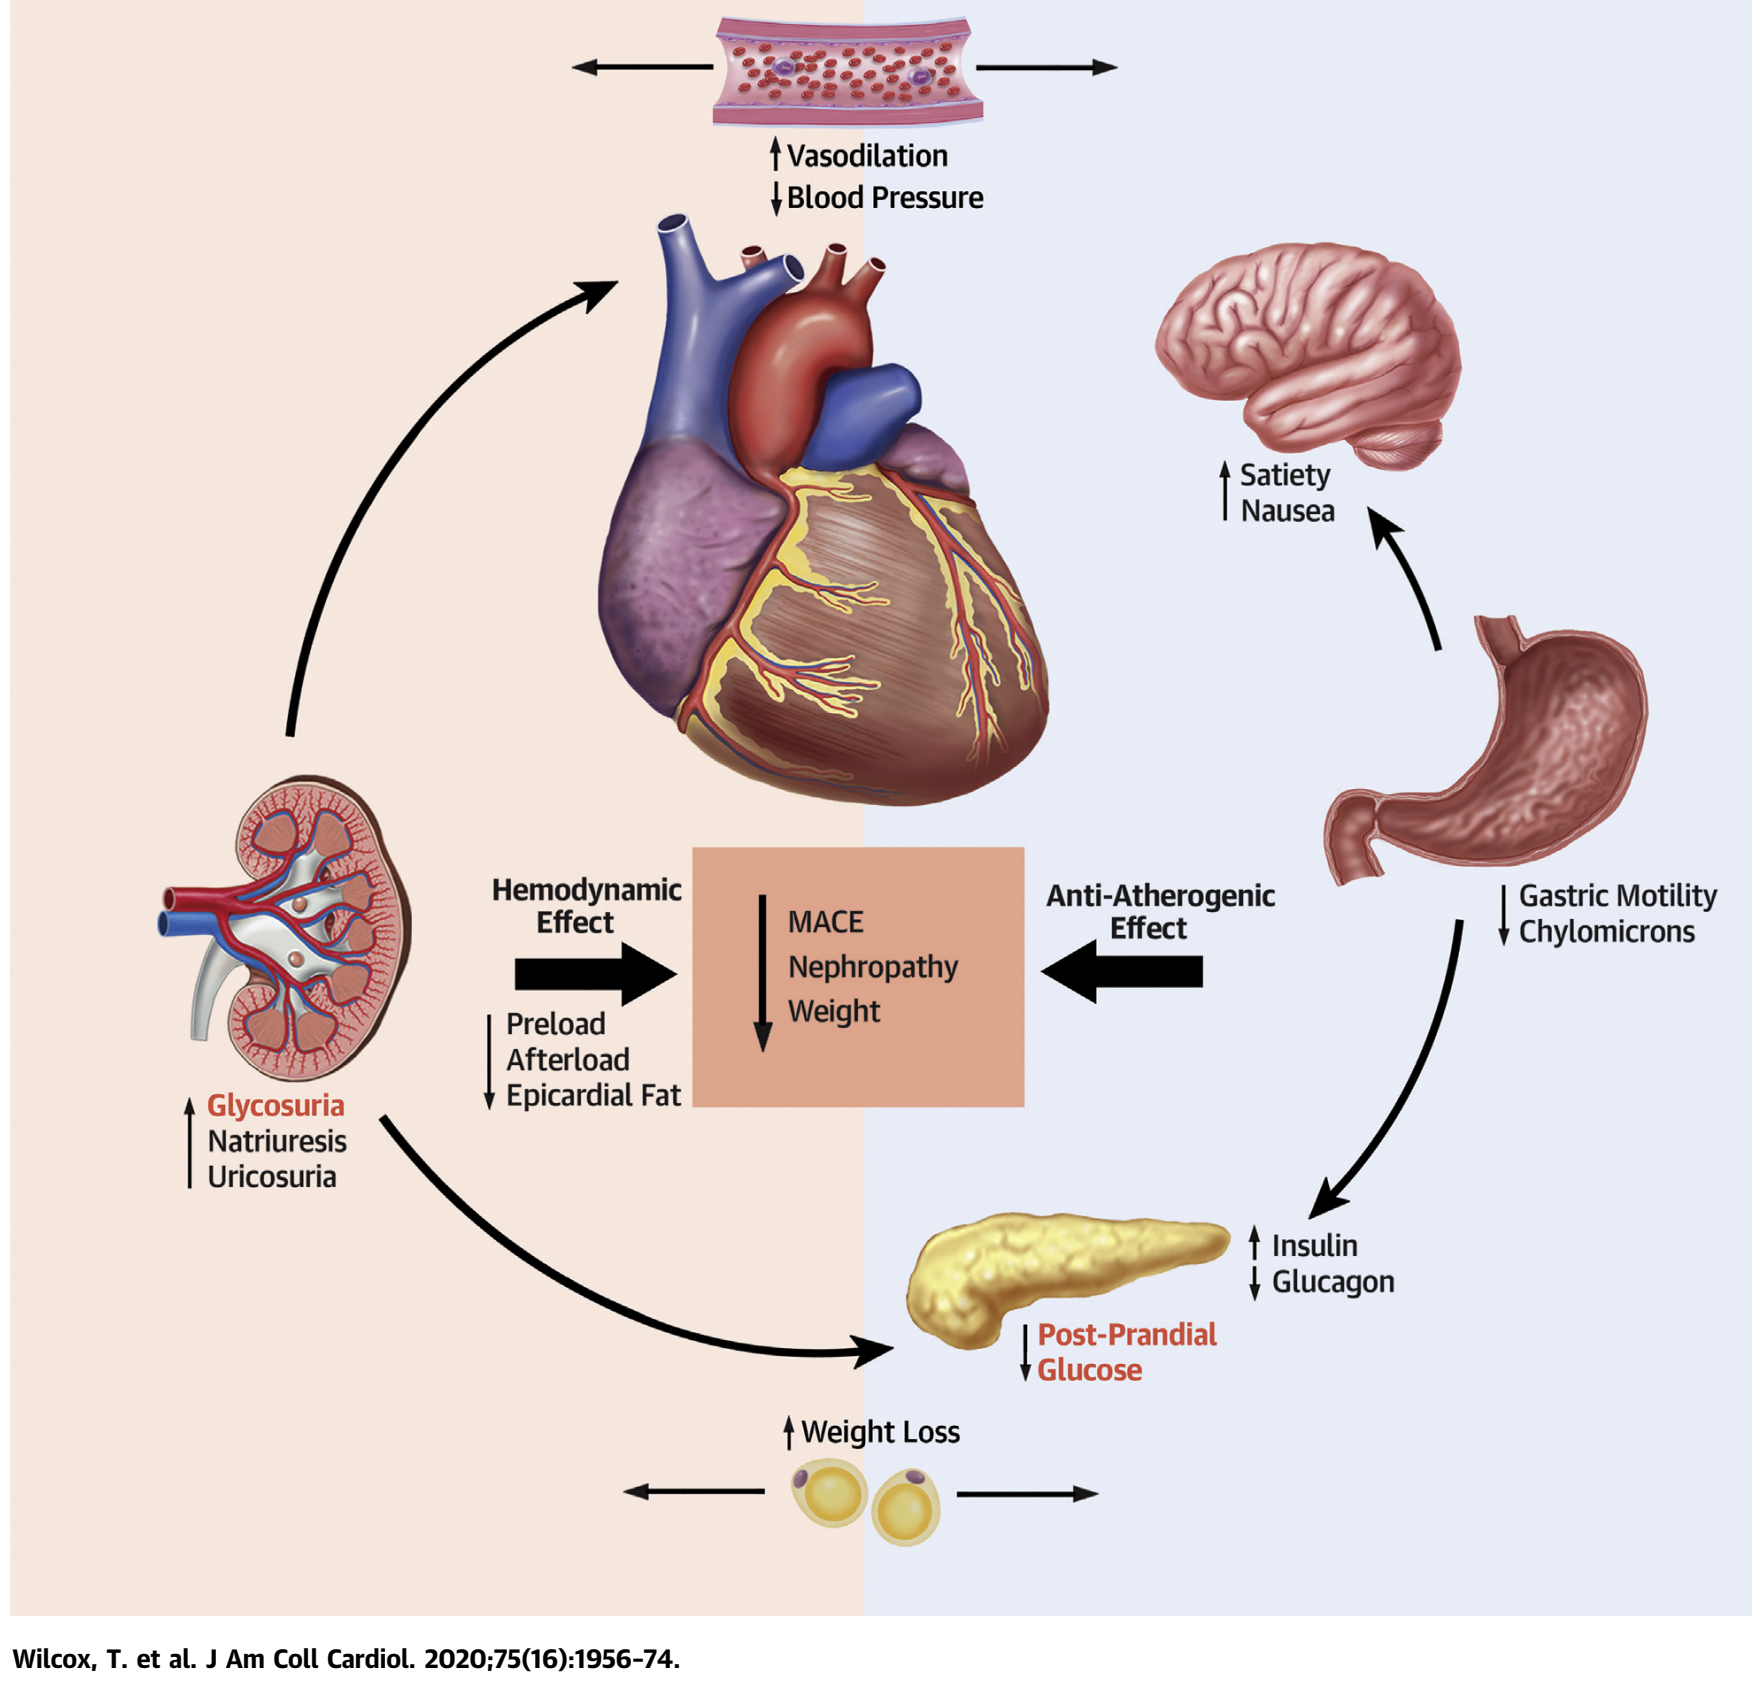 Vasodilation
Blood Pressure
Satiety
Nausea
Hemodynamic
Effect
Preload
Afterload
Epicardial Fat
MACE
Nephropathy
Weight
Anti-Atherogenic
Effect
Gastric Motility
Chylomicrons
Glycosuria
Natriuresis
Uricosuria
Insulin
Glucagon
Post-Prandial
Glucose
Weight Loss
Wilcox, T. et al. J Am Coll Cardiol. 2020;75(16):1956–74.